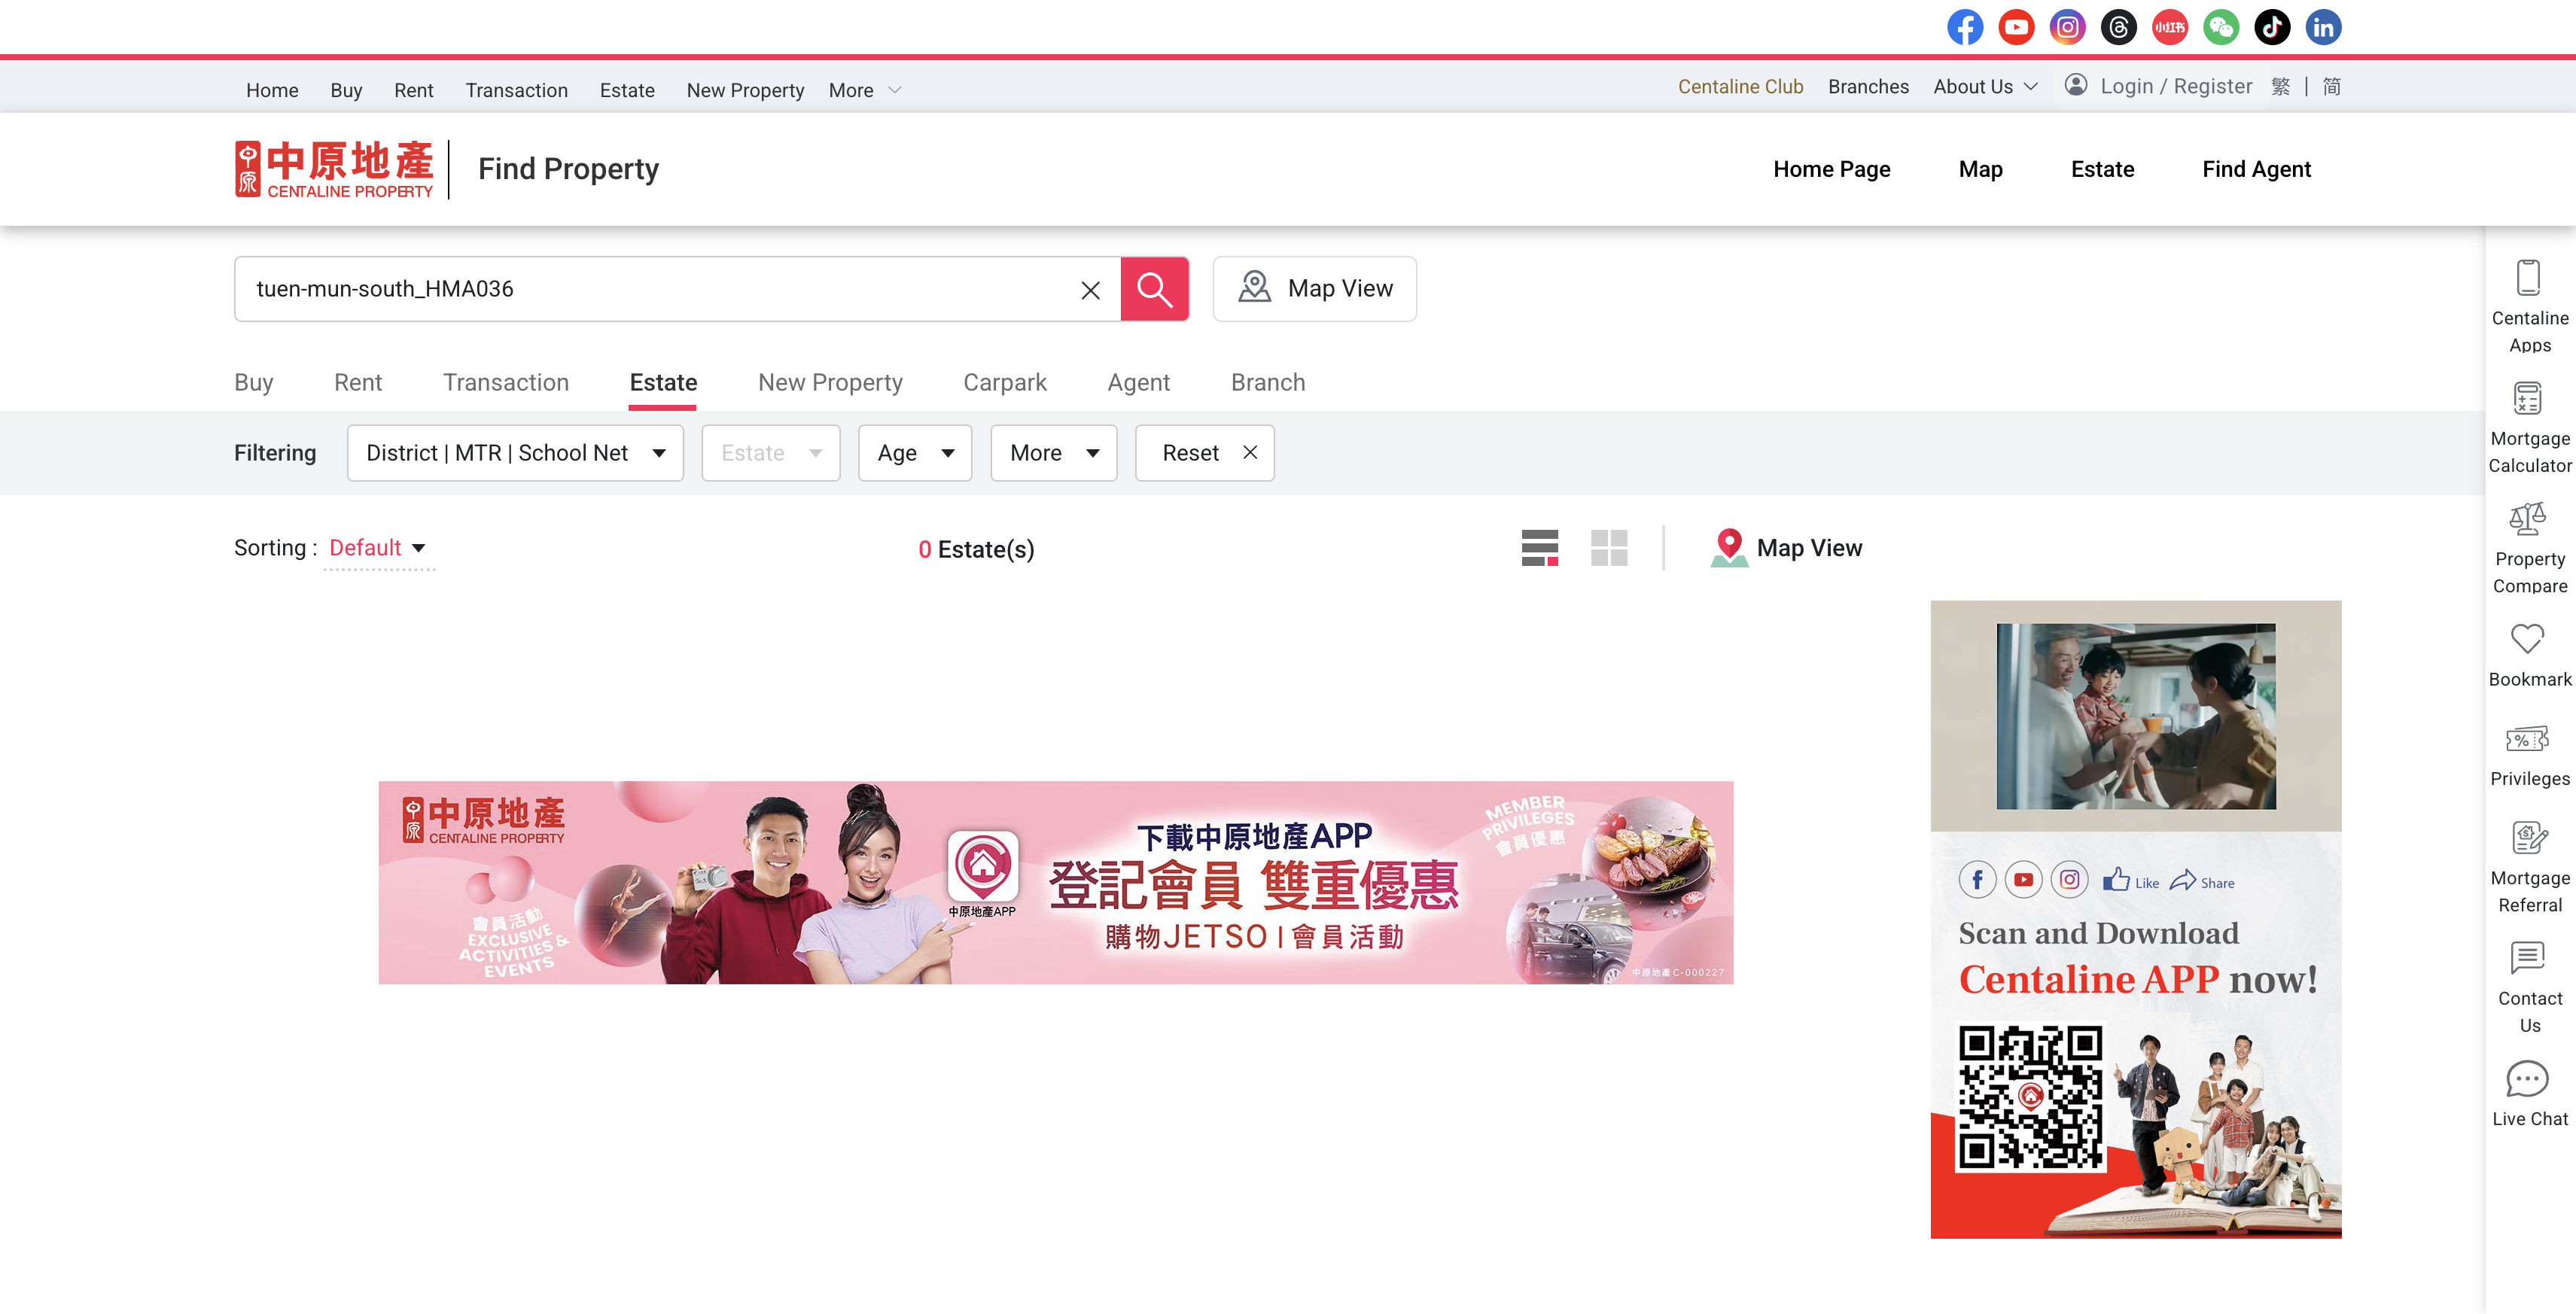 小红书
Home Buy Rent Transaction Estate New Property More
Centaline Club Branches About Us Login / Register 繁 | 简
中原
中原地產
CENTALINE PROPERTY
Find Property
Home Page Map Estate Find Agent
tuen-mun-south_HMA036
Map View
Buy Rent Transaction Estate New Property Carpark Agent Branch
Filtering District | MTR | School Net Estate Age More Reset
Sorting : Default
0 Estate(s)
Map View
中原
中原地產
CENTALINE PROPERTY
會員活動
EXCLUSIVE
ACTIVITIES &
EVENTS
中原地產APP
下載中原地產APP
登記會員 雙重優惠
購物JETSO | 會員活動
MEMBER
PRIVILEGES
會員優惠
中原地產 C-000227
Like Share
Scan and Download
Centaline APP now!
Centaline
Apps
Mortgage
Calculator
Property
Compare
Bookmark
Privileges
Mortgage
Referral
Contact
Us
Live Chat